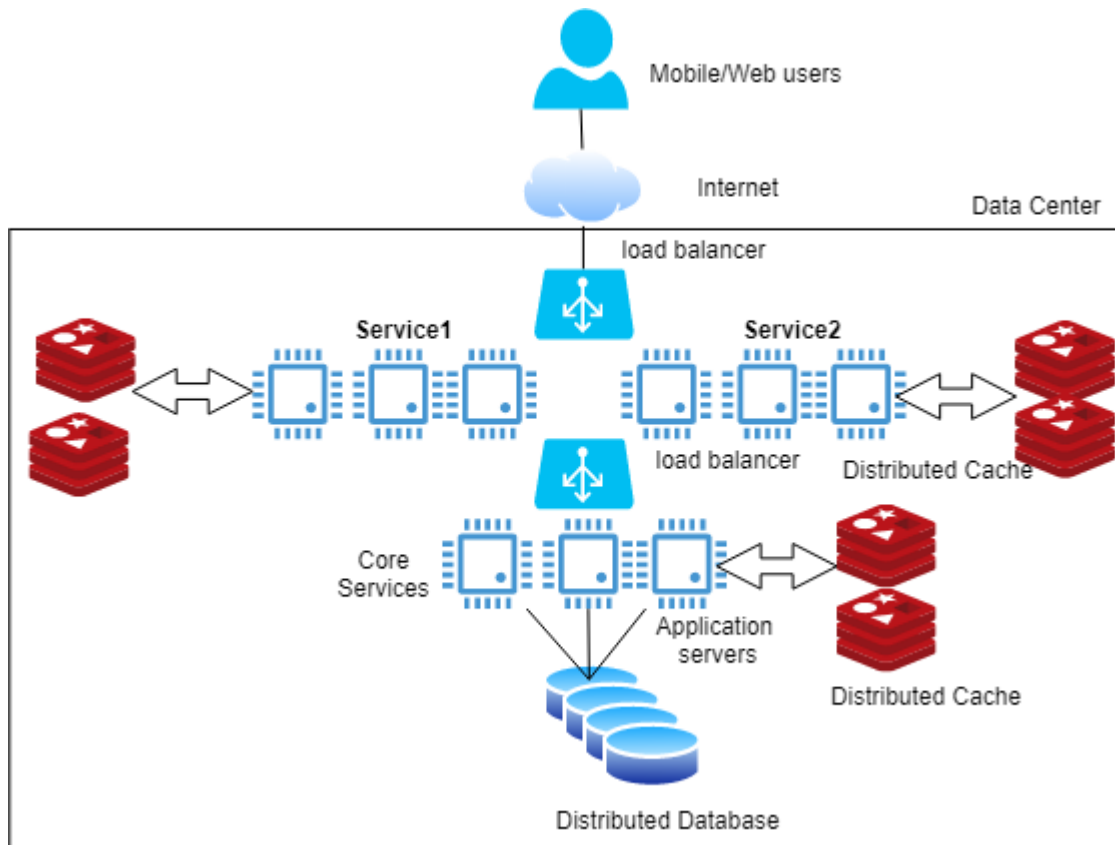 Mobile/Web users
Internet
Data Center
load balancer
Service1
Service2
load balancer
Distributed Cache
Core
Services
Application
servers
Distributed Cache
Distributed Database